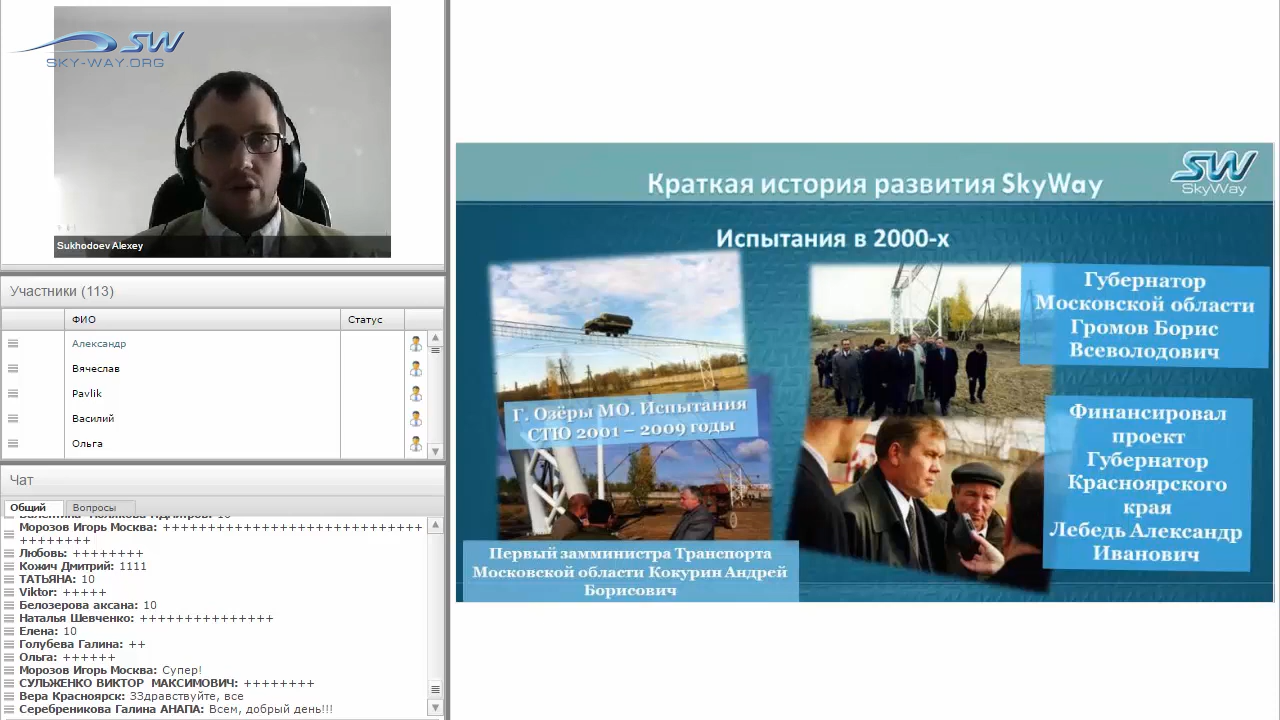 SW
SKY-WAY.ORG
Sukhodoev Alexey
Участники (113)
ФИО
Статус
Александр
Вячеслав
Pavlik
Василий
Ольга
Чат
Общий
Вопросы
Морозов Игорь Москва: ++++++++++++++++++++++++++++
++++++++
Любовь: ++++++++
Кожич Дмитрий: 1111
ТАТЬЯНА: 10
Viktor: +++++
Белозерова аксана: 10
Наталья Шевченко: +++++++++++++++
Елена: 10
Голубева Галина: ++
Ольга: ++++++
Морозов Игорь Москва: Супер!
СУЛЬЖЕНКО ВИКТОР МАКСИМОВИЧ: ++++++++
Вера Красноярск: ЗЗдравствуйте, все
Серебреникова Галина АНАПА: Всем, добрый день!!!
Краткая история развития SkyWay
SW
SkyWay
Испытания в 2000-х
Г. Озёры МО. Испытания
СТЮ 2001 – 2009 годы
Первый замминистра Транспорта
Московской области Кокурин Андрей
Борисович
Губернатор
Московской области
Громов Борис
Всеволодович
Финансировал
проект
Губернатор
Красноярского
края
Лебедь Александр
Иванович